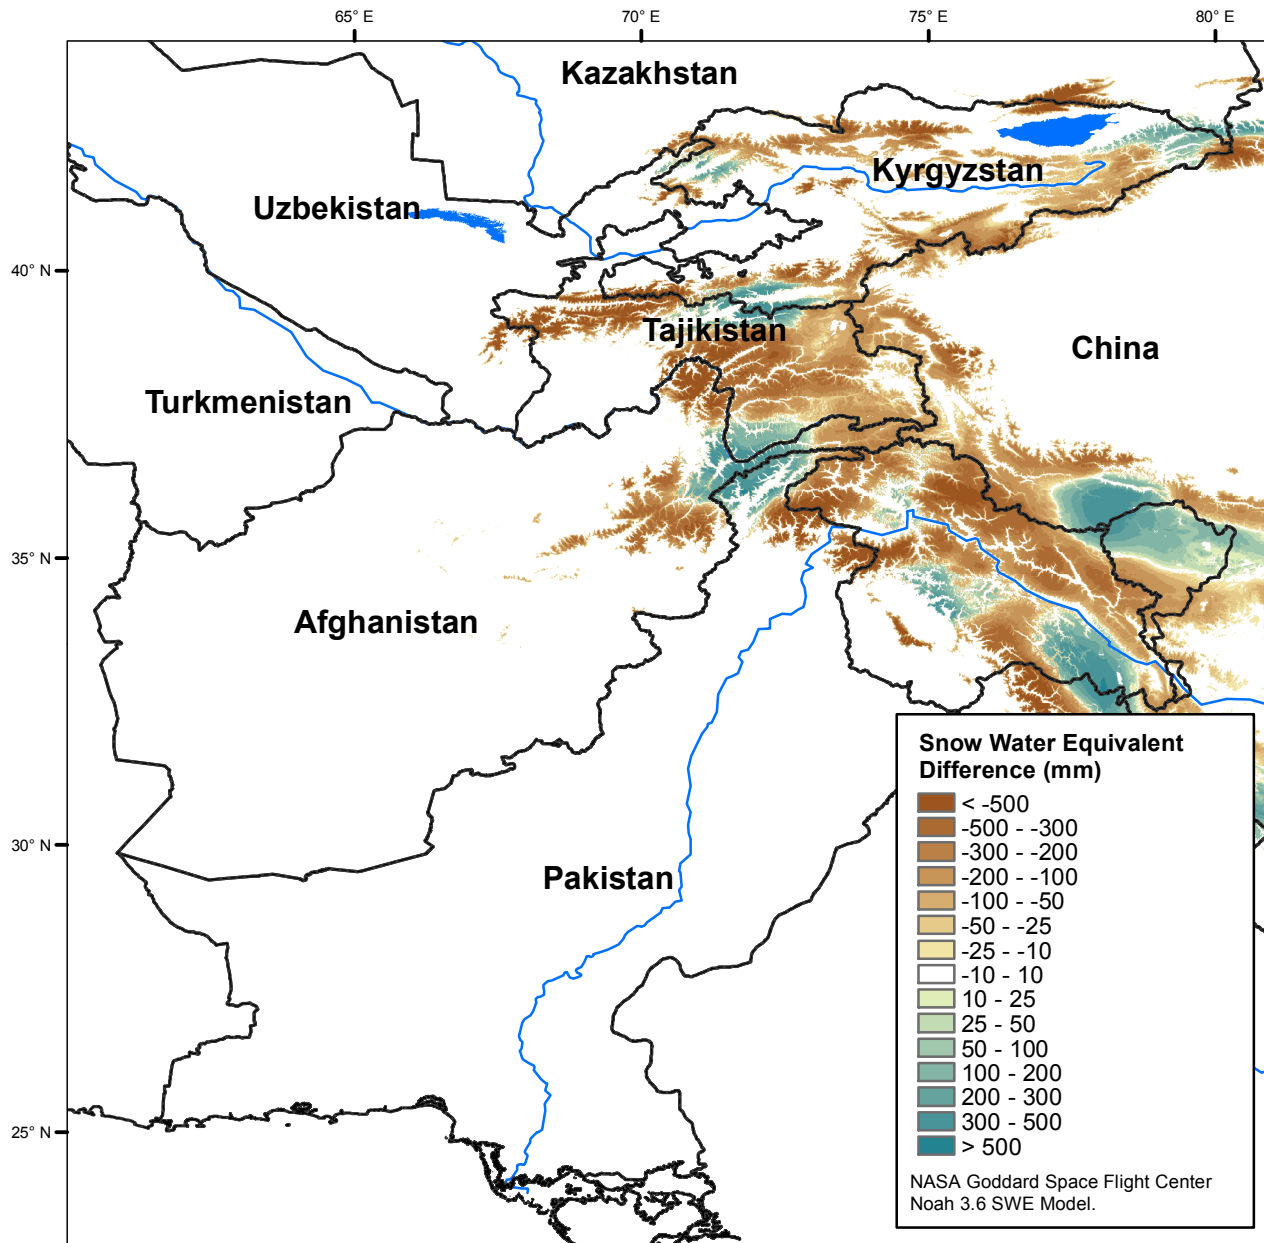 65° E
70° E
75° E
80° E
Kazakhstan
Kyrgyzstan
Uzbekistan
40° N
Tajikistan
China
Turkmenistan
35° N
Afghanistan
30° N
Pakistan
25° N
Snow Water Equivalent
Difference (mm)
< -500
-500 - -300
-300 - -200
-200 - -100
-100 - -50
-50 - -25
-25 - -10
-10 - 10
10 - 25
25 - 50
50 - 100
100 - 200
200 - 300
300 - 500
> 500
NASA Goddard Space Flight Center
Noah 3.6 SWE Model.